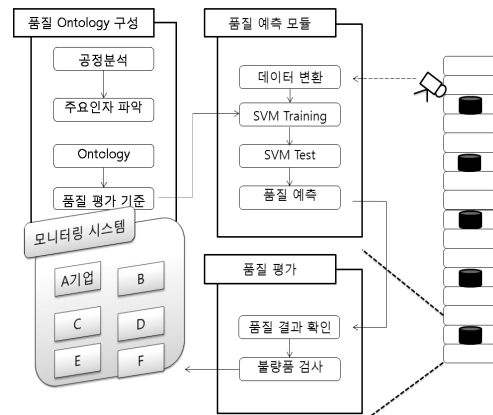 품질 Ontology 구성
공정분석
주요인자 파악
Ontology
품질 평가 기준
모니터링 시스템
A기업
B
C
D
E
F
품질 예측 모듈
데이터 변환
SVM Training
SVM Test
품질 예측
품질 평가
품질 결과 확인
불량품 검사